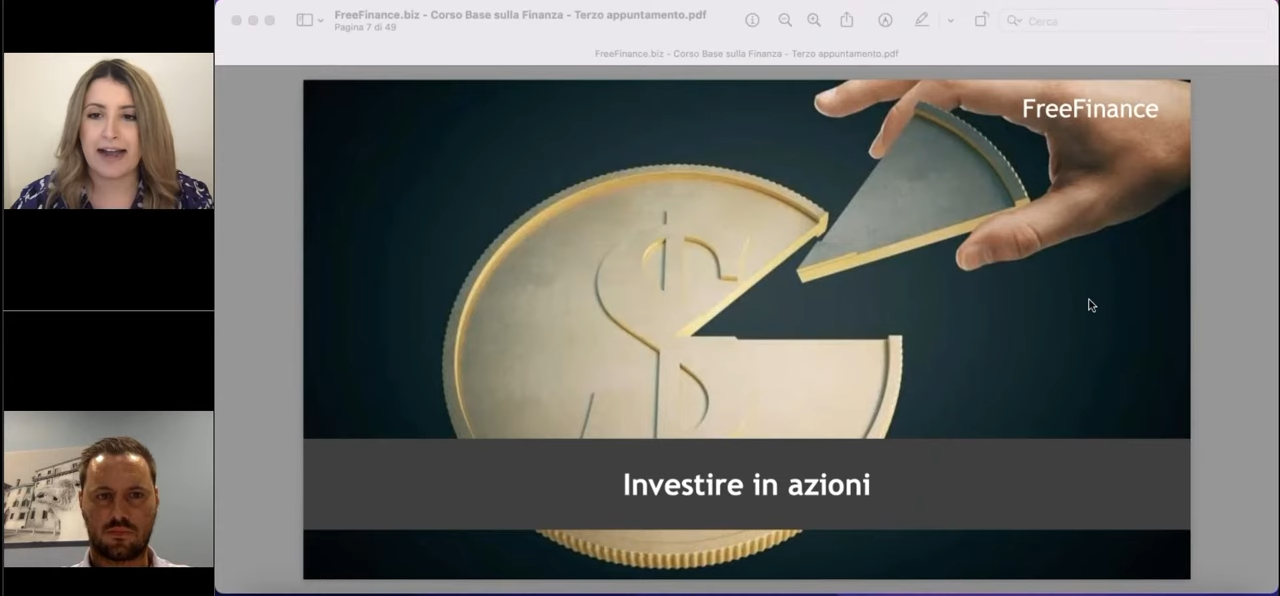 FreeFinance.biz - Corso Base sulla Finanza - Terzo appuntamento.pdf
Pagina 7 di 49
Cerca
FreeFinance.biz - Corso Base sulla Finanza - Terzo appuntamento.pdf
FreeFinance
Investire in azioni